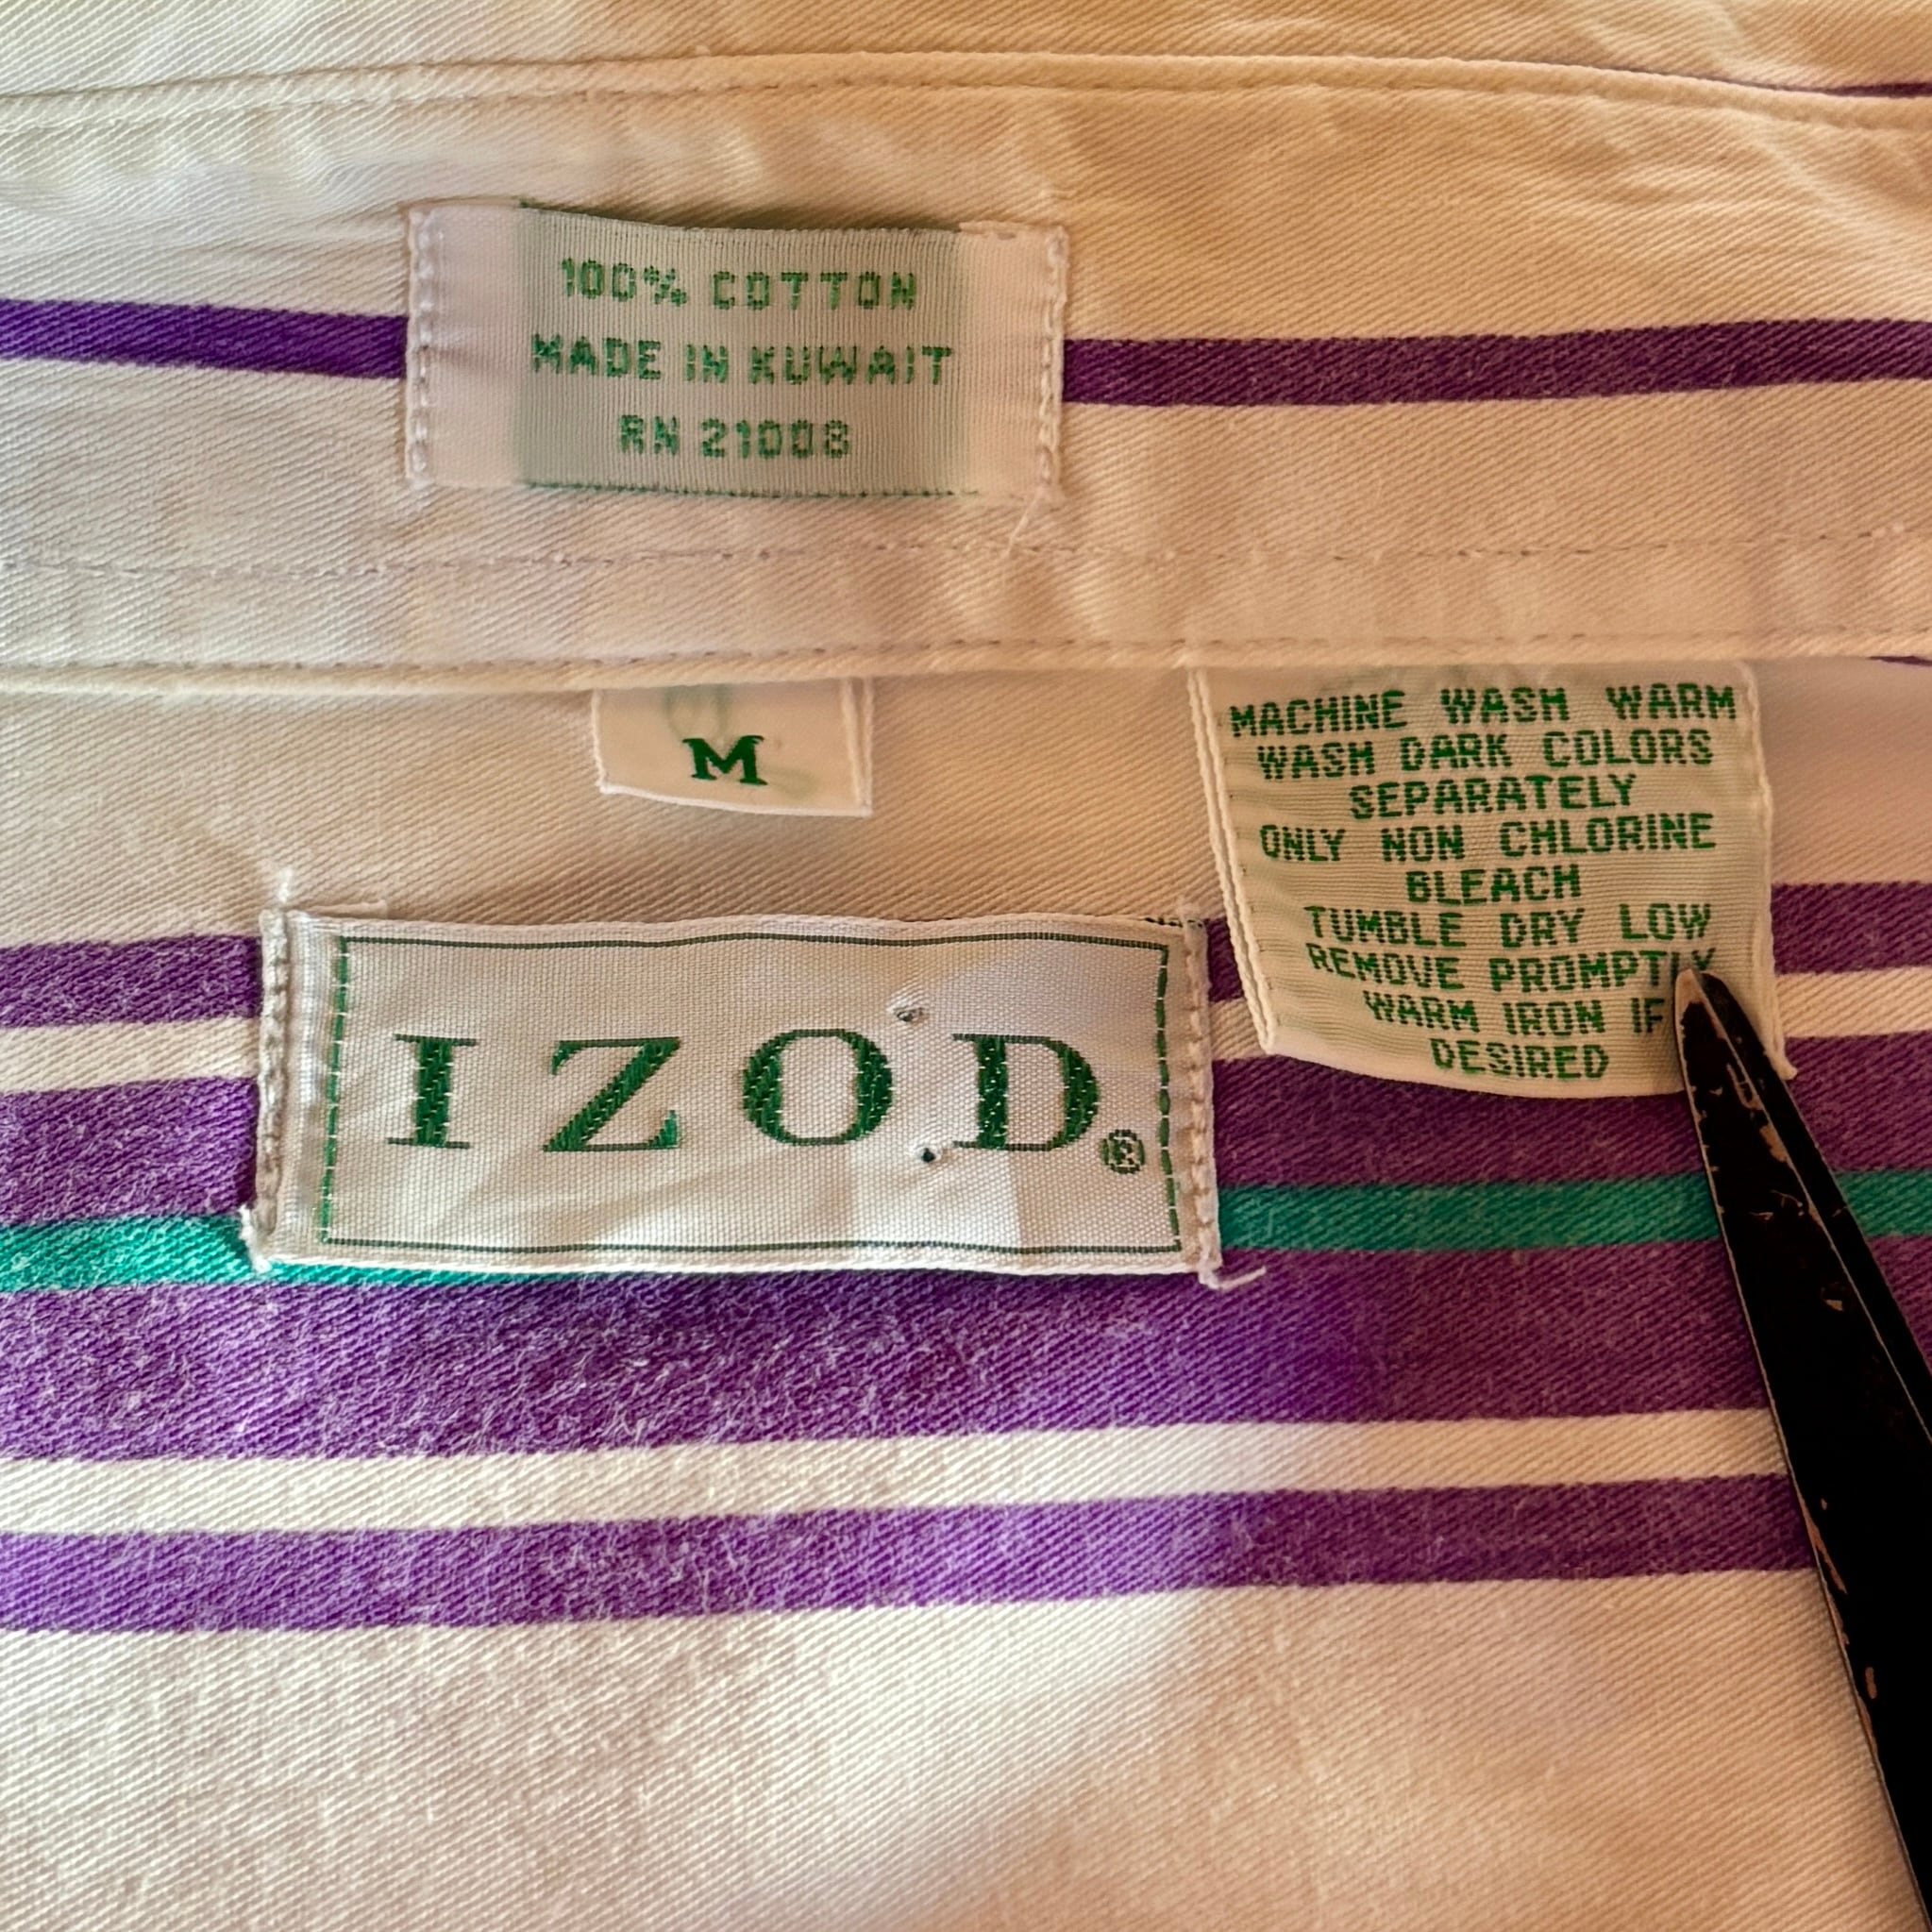 100% COTTON
MADE IN KUWAIT
RN 21008
M
MACHINE WASH WARM
WASH DARK COLORS
SEPARATELY
ONLY NON CHLORINE
BLEACH
TUMBLE DRY LOW
REMOVE PROMPTLY
WARM IRON IF
DESIRED
IZOD®